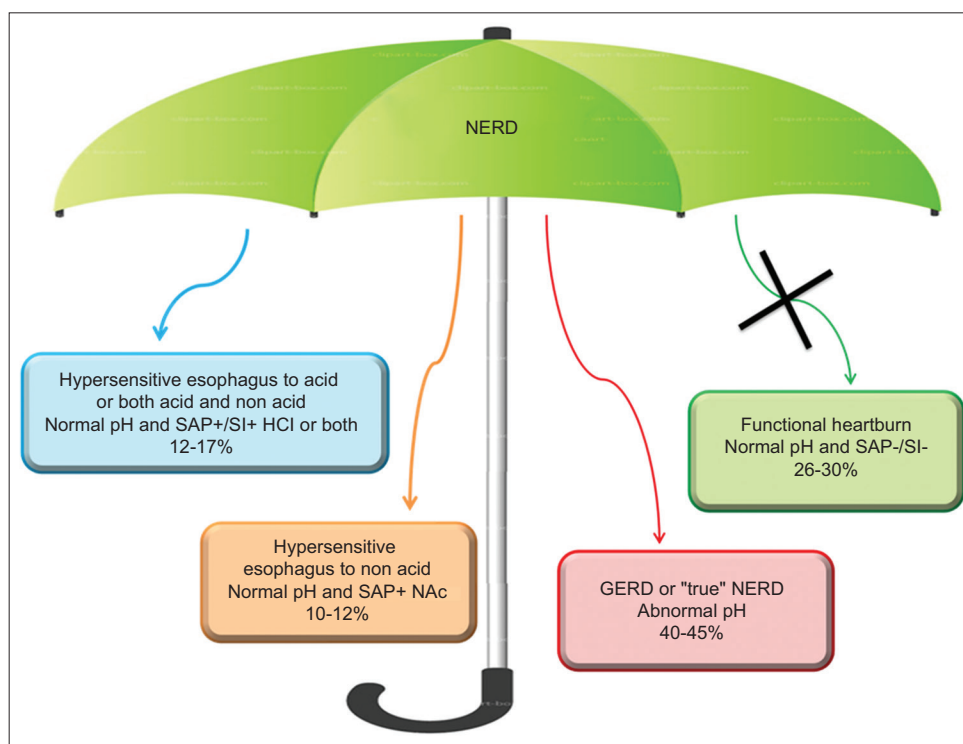 NERD
Hypersensitive esophagus to acid
or both acid and non acid
Normal pH and SAP+/SI+ HCI or both
12-17%
Functional heartburn
Normal pH and SAP-/SI-
26-30%
Hypersensitive
esophagus to non acid
Normal pH and SAP+ NAc
10-12%
GERD or "true" NERD
Abnormal pH
40-45%